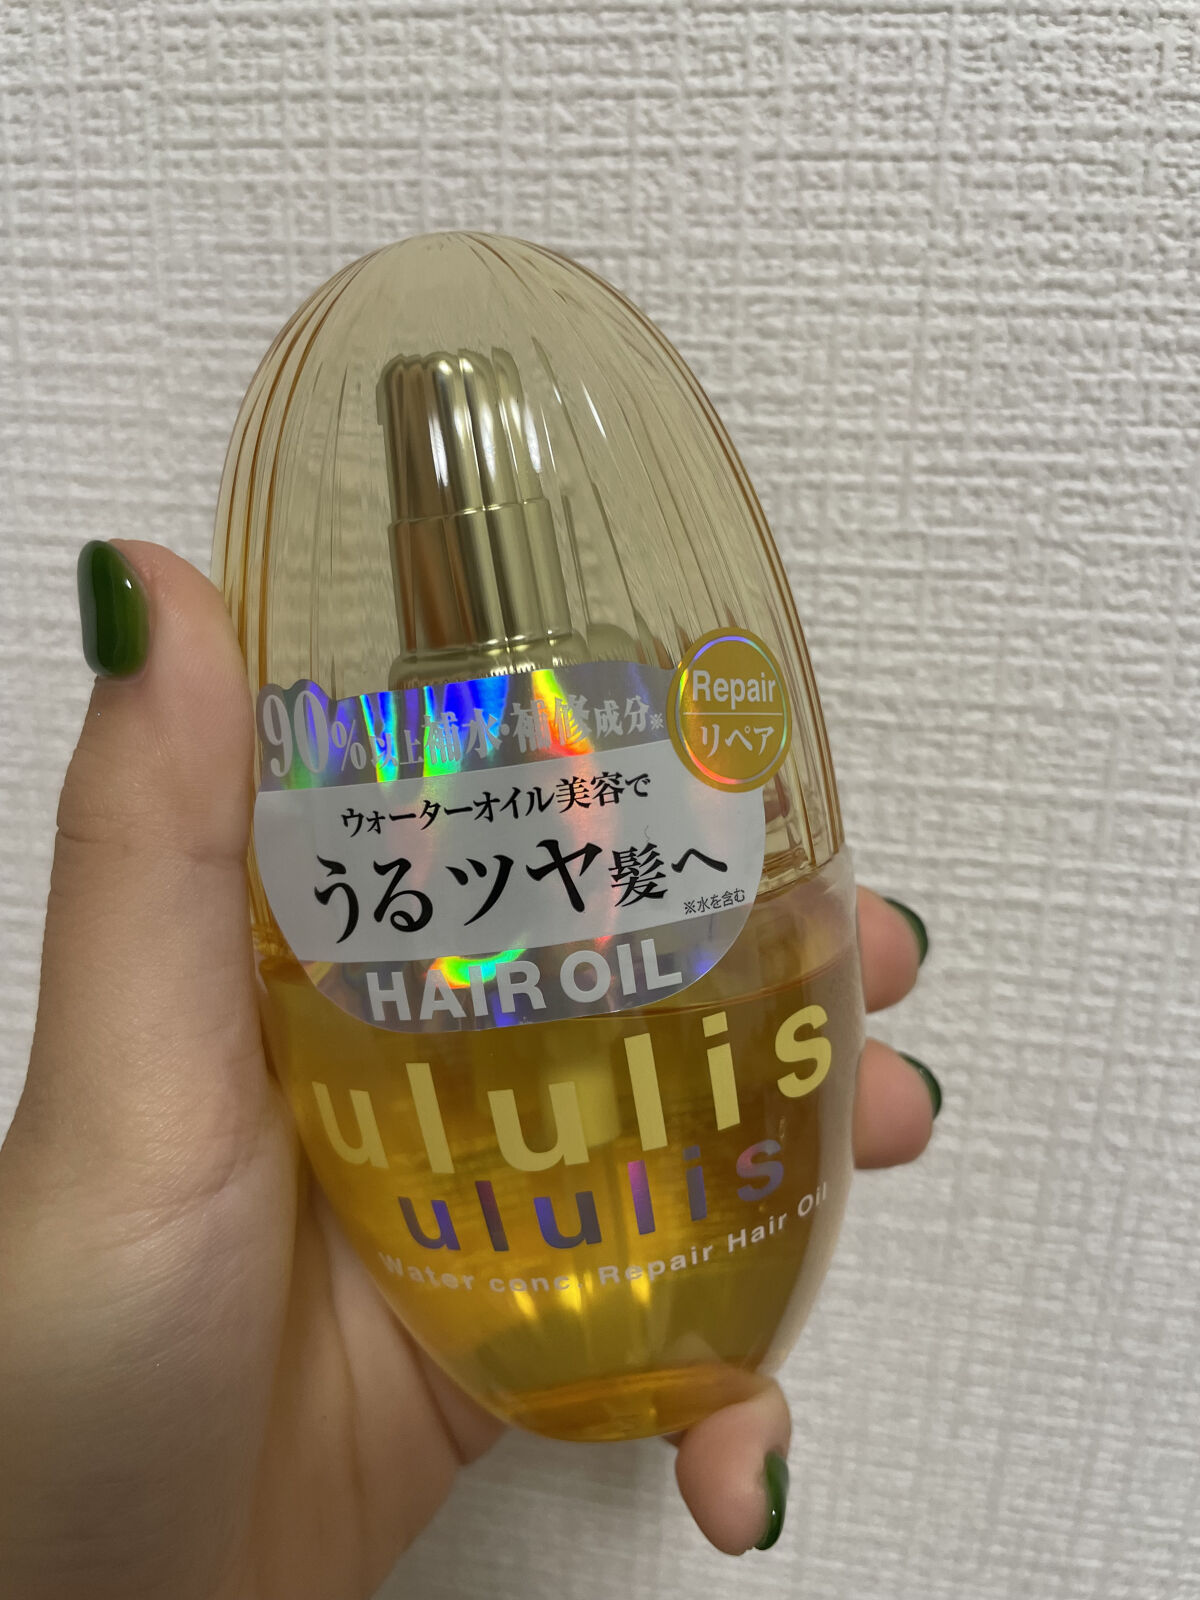 Repair
リペア
90%以上補水・補修成分※
ウォーターオイル美容で
うるツヤ髪へ
※水を含む
HAIR OIL
ululis
ululis
Water conc. Repair Hair Oil